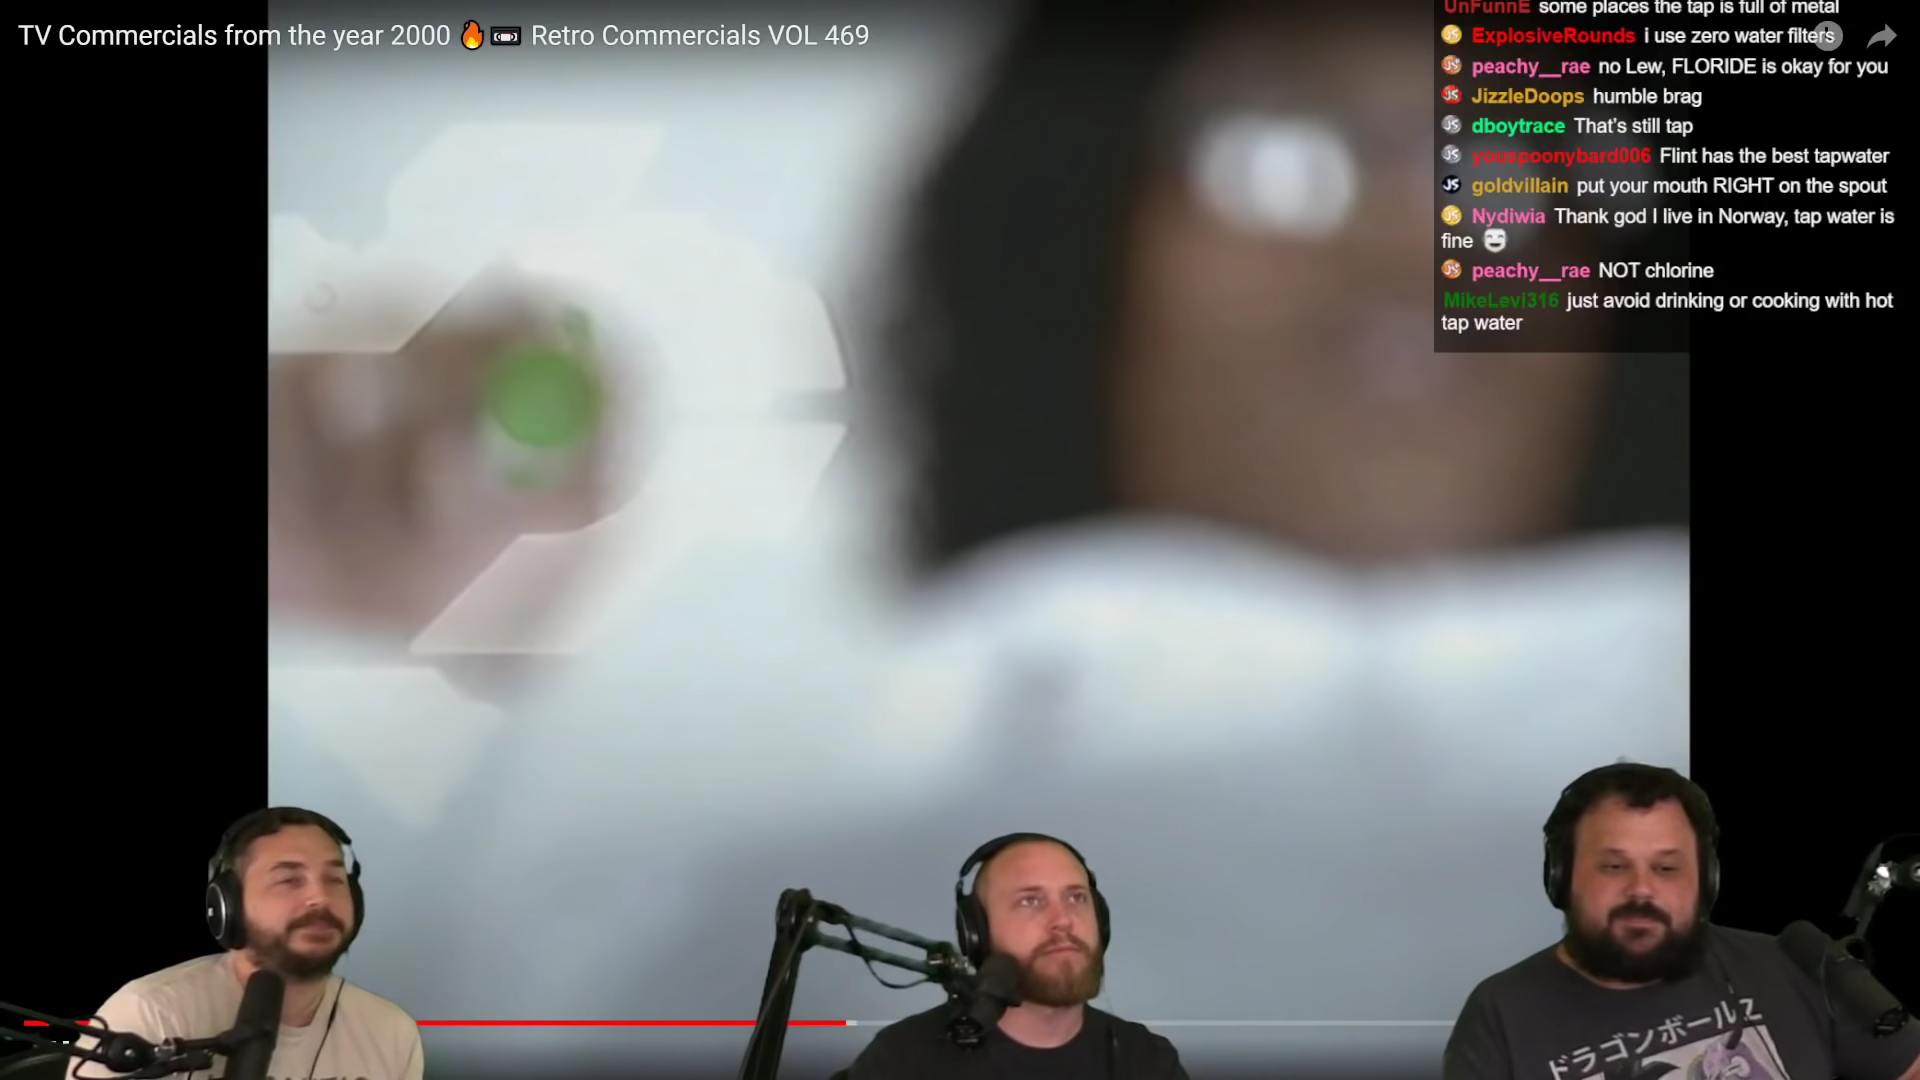 TV Commercials from the year 2000 🔥📼 Retro Commercials VOL 469
UnFunnE some places the tap is full of metal
ExplosiveRounds i use zero water filters
peachy__rae no Lew, FLORIDE is okay for you
JizzleDoops humble brag
dboytrace That's still tap
youspoonybard006 Flint has the best tapwater
goldvillain put your mouth RIGHT on the spout
Nydiwia Thank god I live in Norway, tap water is
fine
peachy__rae NOT chlorine
MikeLevi316 just avoid drinking or cooking with hot
tap water
ドラゴンボールZ